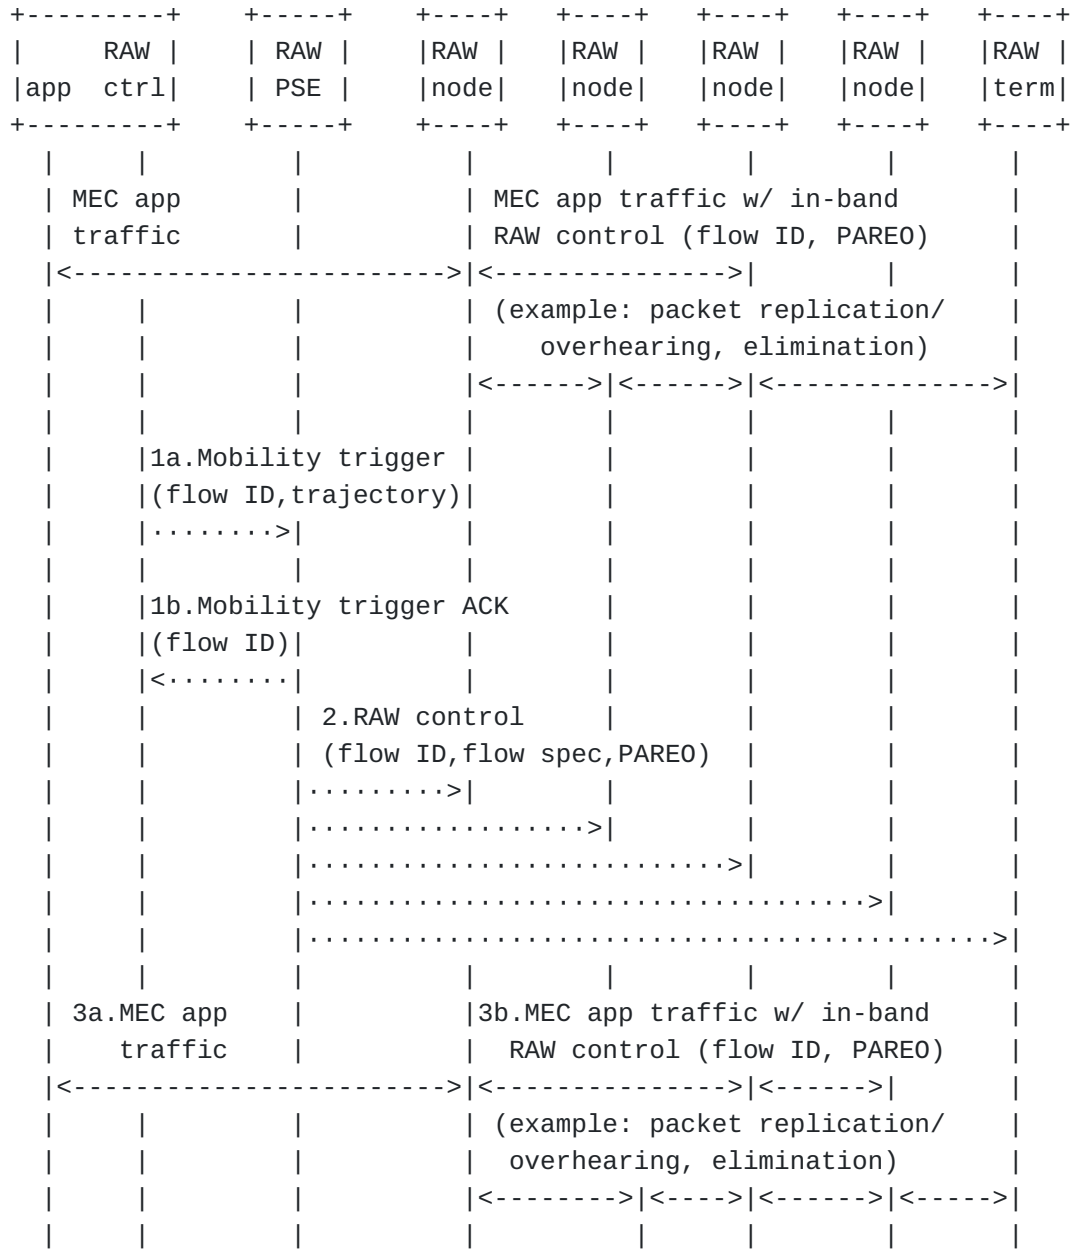 +---------+    +-----+    +----+   +----+   +----+   +----+   +----+
|     RAW |    | RAW |    |RAW |   |RAW |   |RAW |   |RAW |   |RAW |
|app  ctrl|    | PSE |    |node|   |node|   |node|   |node|   |term|
+---------+    +-----+    +----+   +----+   +----+   +----+   +----+
  |     |         |          |        |        |        |       |
  | MEC app       |          | MEC app traffic w/ in-band       |
  | traffic       |          | RAW control (flow ID, PAREO)     |
  |<------------------------>|<--------------->|        |       |
  |     |         |          | (example: packet replication/    |
  |     |         |          |    overhearing, elimination)     |
  |     |         |          |<------>|<------>|<-------------->|
  |     |         |          |        |        |        |       |
  |     |1a.Mobility trigger |        |        |        |       |
  |     |(flow ID,trajectory)|        |        |        |       |
  |     |········>|          |        |        |        |       |
  |     |         |          |        |        |        |       |
  |     |1b.Mobility trigger ACK      |        |        |       |
  |     |(flow ID)|          |        |        |        |       |
  |     |<········|          |        |        |        |       |
  |     |         | 2.RAW control     |        |        |       |
  |     |         | (flow ID,flow spec,PAREO)  |        |       |
  |     |         |·········>|        |        |        |       |
  |     |         |··················>|        |        |       |
  |     |         |···························>|        |       |
  |     |         |····································>|       |
  |     |         |············································>|
  |     |         |          |        |        |        |       |
  | 3a.MEC app    |          |3b.MEC app traffic w/ in-band     |
  |    traffic    |          |  RAW control (flow ID, PAREO)    |
  |<------------------------>|<--------------->|<------>|       |
  |     |         |          | (example: packet replication/    |
  |     |         |          |  overhearing, elimination)       |
  |     |         |          |<-------->|<---->|<------>|<----->|
  |     |         |          |          |      |        |       |